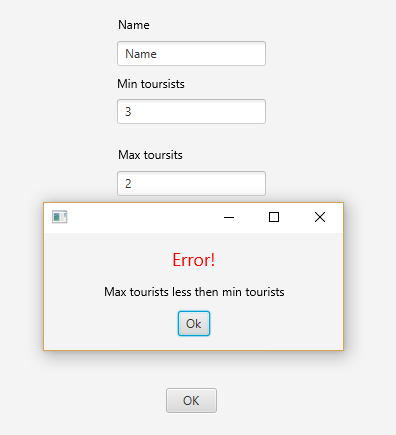 Name
Name
Min toursists
3
Max toursits
2
Error!
Max tourists less then min tourists
Ok
OK